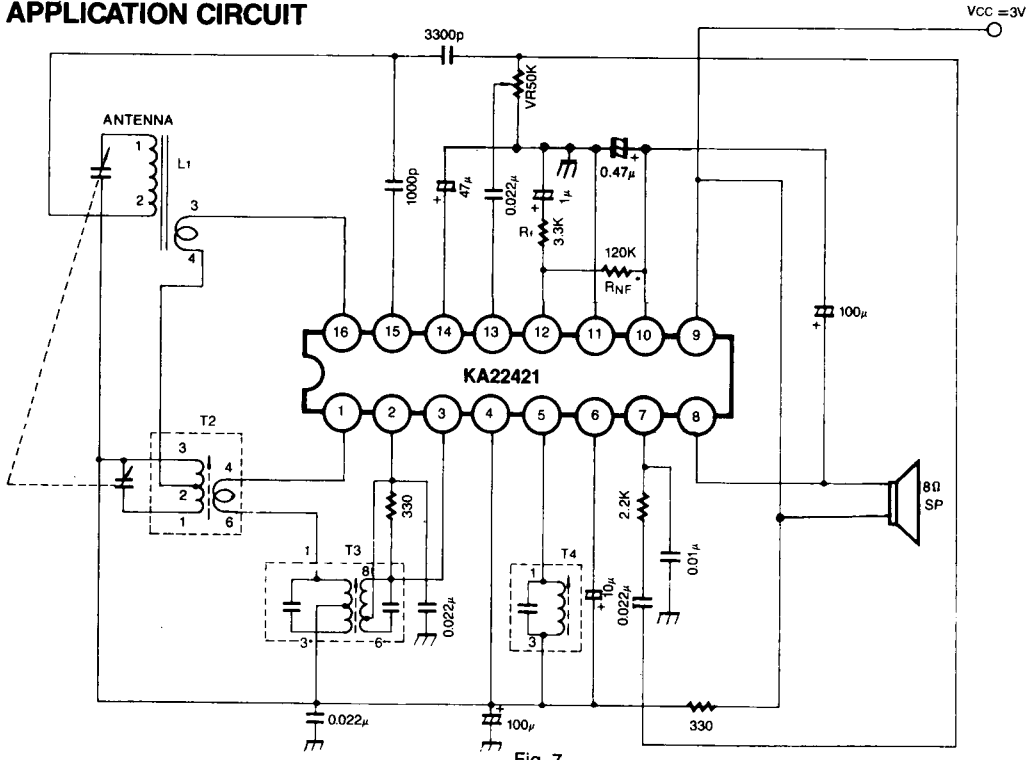 APPLICATION CIRCUIT
VCC =3V
3300p
VR50K
ANTENNA
1
L1
2
3
4
1000p
+
47µ
0.022µ
1µ
+
Rf
3.3K
0.47µ
+
120K
RNF
100µ
+
16
15
14
13
12
11
10
9
KA22421
1
2
3
4
5
6
7
8
T2
3
4
2
1
6
330
2.2K
8Ω
SP
1
T3
8
T4
1
0.01µ
0.022µ
10µ
+
0.022µ
3
6
3
0.022µ
+
100µ
330
Fig. 7